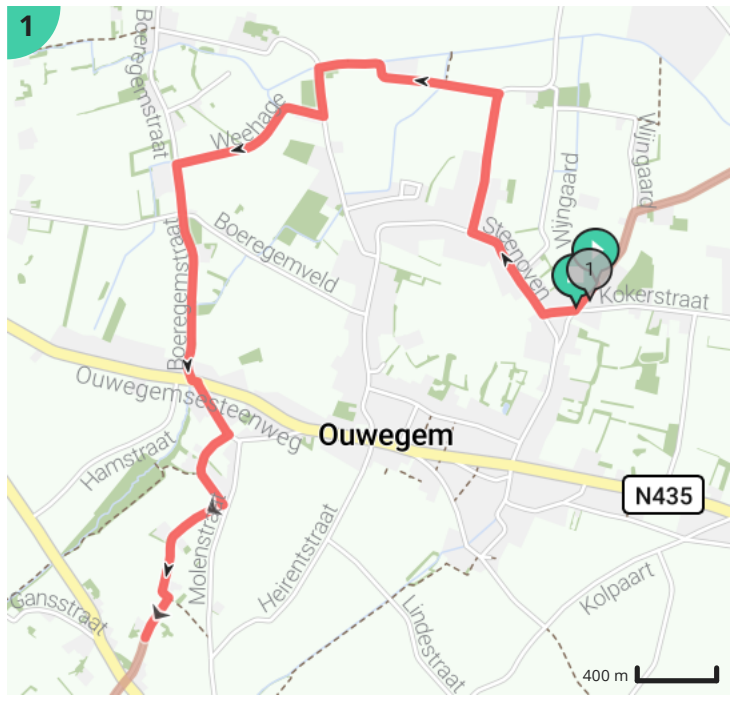 1
Boeregemstraat
Weehage
Wijngaard
Wijngaard
Steenoven
Boeregemveld
1
Kokerstraat
Boeregemstraat
Ouwegemsesteenweg
Ouwegem
Hamstraat
N435
Molenstraat
Heirentstraat
Kolpaart
Gansstraat
Lindestraat
400 m